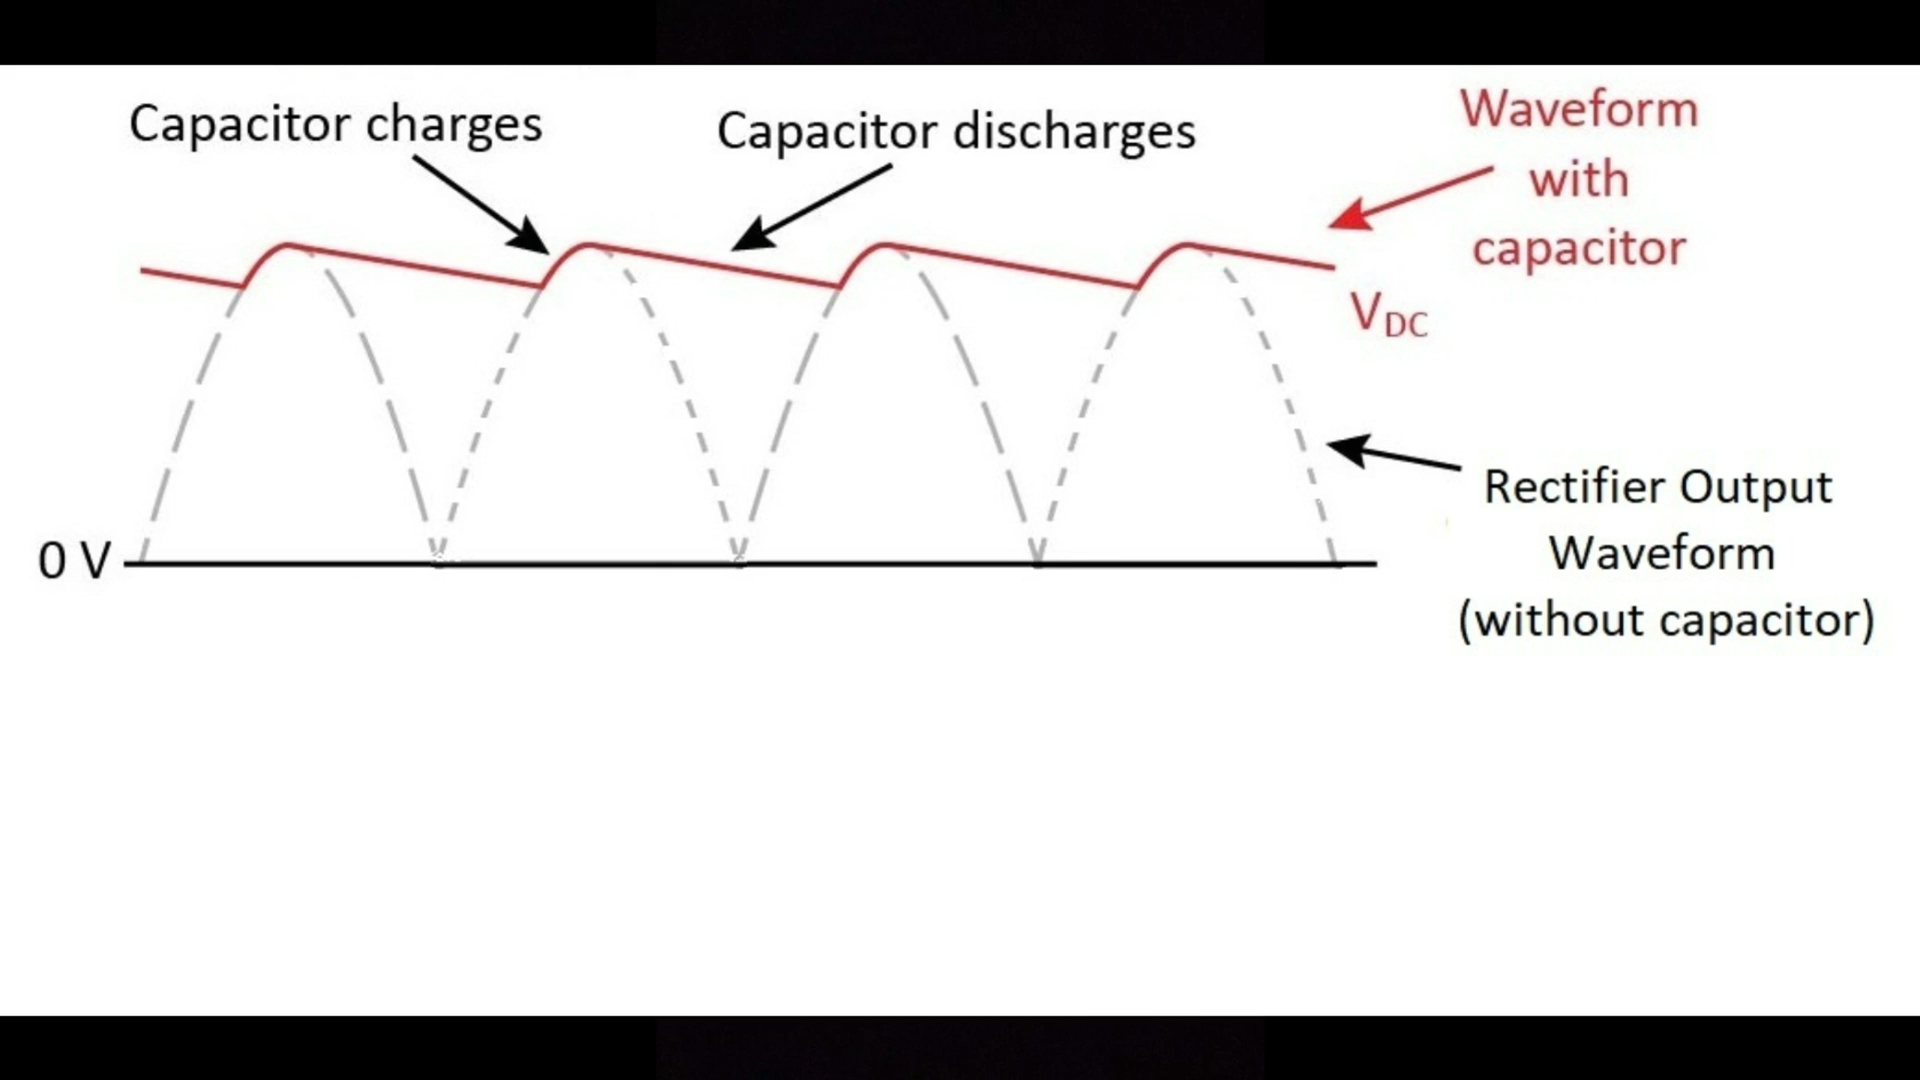 Capacitor charges
Capacitor discharges
Waveform
with
capacitor
VDC
Rectifier Output
Waveform
(without capacitor)
0 V